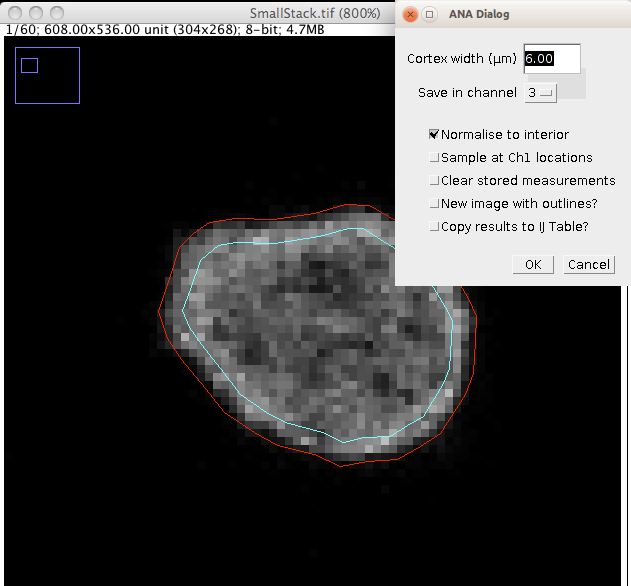 SmallStack.tif (800%)
1/60; 608.00x536.00 unit (304x268); 8-bit; 4.7MB
ANA Dialog
Cortex width (µm) 6.00
Save in channel 3
Normalise to interior
Sample at Ch1 locations
Clear stored measurements
New image with outlines?
Copy results to IJ Table?
OK Cancel